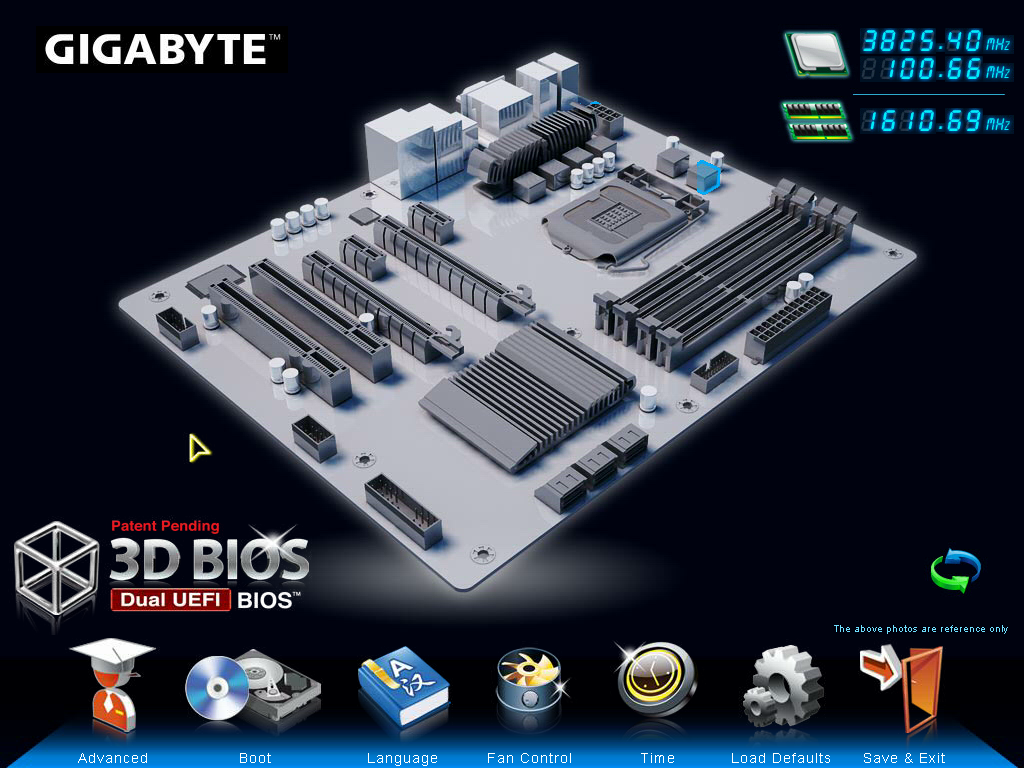 GIGABYTE™
3825.40 MHz
100.66 MHz
1610.69 MHz
Patent Pending
3D BIOS
Dual UEFI BIOS™
The above photos are reference only
A
汉
Advanced Boot Language Fan Control Time Load Defaults Save & Exit